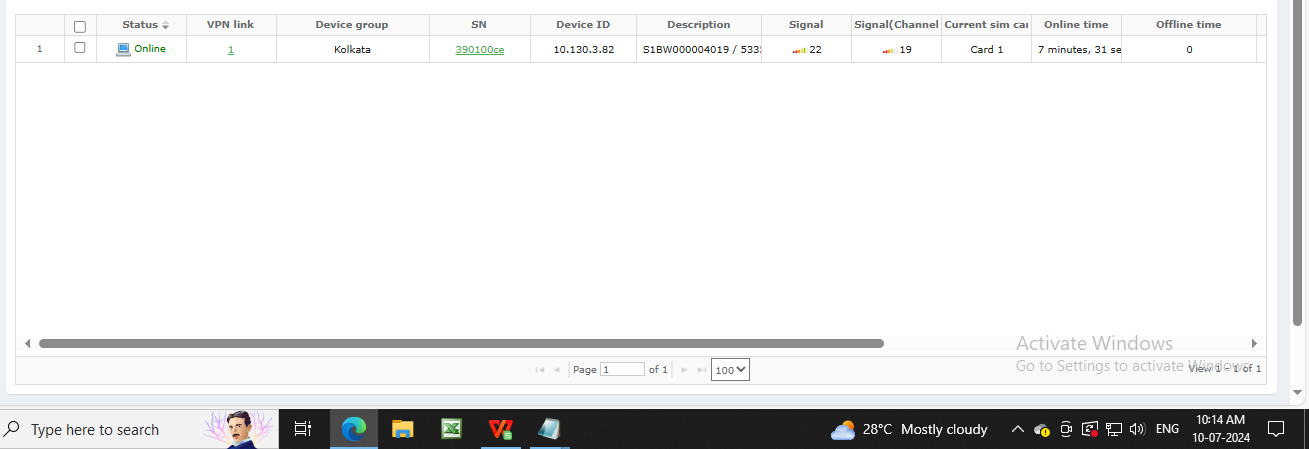 Status VPN link Device group SN Device ID Description Signal Signal(Channel Current sim car Online time Offline time
1 Online 1 Kolkata 390100ce 10.130.3.82 S1BW000004019 / 533 22 19 Card 1 7 minutes, 31 se 0
Activate Windows
Go to Settings to activate Windows.
Page 1 of 1 100 View 1 - 1 of 1
Type here to search 28°C Mostly cloudy ENG 10:14 AM
10-07-2024